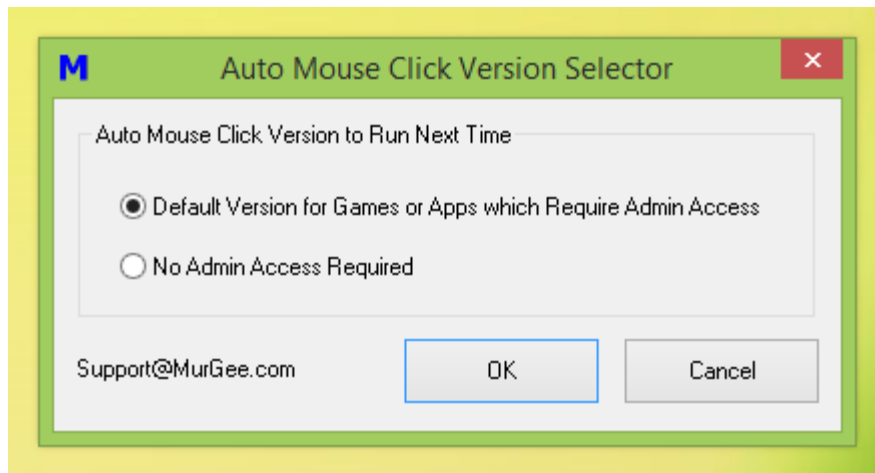 M
Auto Mouse Click Version Selector
Auto Mouse Click Version to Run Next Time
Default Version for Games or Apps which Require Admin Access
No Admin Access Required
Support@MurGee.com
OK
Cancel